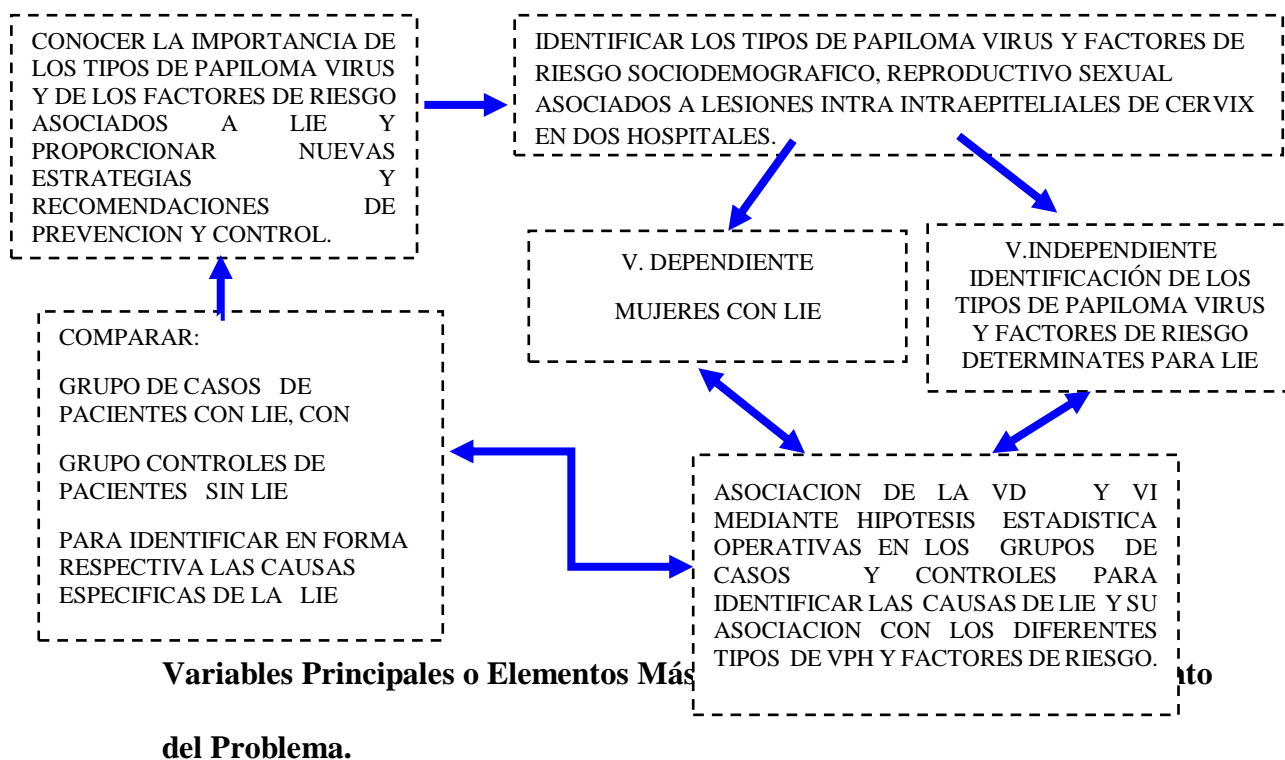 CONOCER LA IMPORTANCIA DE
LOS TIPOS DE PAPILOMA VIRUS
Y DE LOS FACTORES DE RIESGO
ASOCIADOS A LIE Y
PROPORCIONAR NUEVAS
ESTRATEGIAS Y
RECOMENDACIONES DE
PREVENCION Y CONTROL.
IDENTIFICAR LOS TIPOS DE PAPILOMA VIRUS Y FACTORES DE
RIESGO SOCIODEMOGRAFICO, REPRODUCTIVO SEXUAL
ASOCIADOS A LESIONES INTRA INTRAEPITELIALES DE CERVIX
EN DOS HOSPITALES.
V. DEPENDIENTE
MUJERES CON LIE
V.INDEPENDIENTE
IDENTIFICACIÓN DE LOS
TIPOS DE PAPILOMA VIRUS
Y FACTORES DE RIESGO
DETERMINATES PARA LIE
COMPARAR:
GRUPO DE CASOS DE
PACIENTES CON LIE, CON
GRUPO CONTROLES DE
PACIENTES SIN LIE
PARA IDENTIFICAR EN FORMA
RESPECTIVA LAS CAUSAS
ESPECIFICAS DE LA LIE
ASOCIACION DE LA VD Y VI
MEDIANTE HIPOTESIS ESTADISTICA
OPERATIVAS EN LOS GRUPOS DE
CASOS Y CONTROLES PARA
IDENTIFICAR LAS CAUSAS DE LIE Y SU
ASOCIACION CON LOS DIFERENTES
TIPOS DE VPH Y FACTORES DE RIESGO.
Variables Principales o Elementos Más
del Problema.